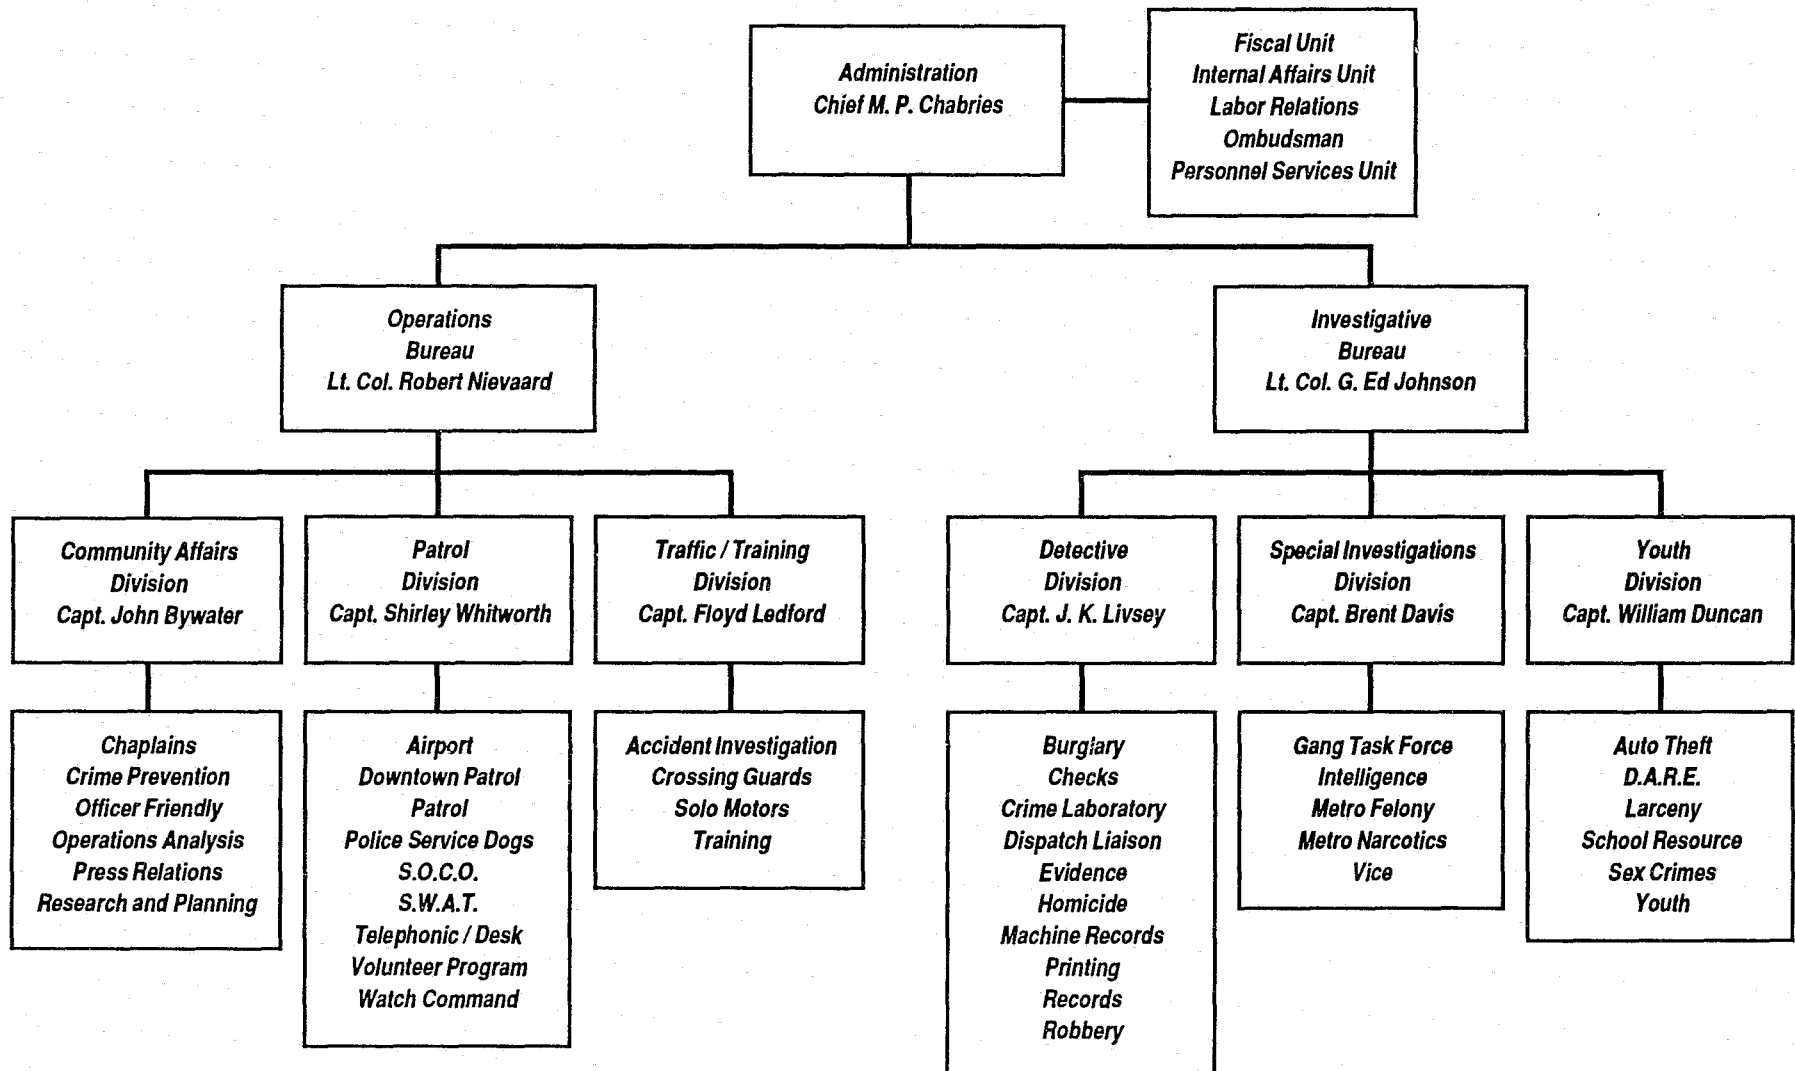 Administration
Chief M. P. Chabries
Fiscal Unit
Internal Affairs Unit
Labor Relations
Ombudsman
Personnel Services Unit
Operations
Bureau
Lt. Col. Robert Nievaard
Investigative
Bureau
Lt. Col. G. Ed Johnson
Community Affairs
Division
Capt. John Bywater
Patrol
Division
Capt. Shirley Whitworth
Traffic / Training
Division
Capt. Floyd Ledford
Detective
Division
Capt. J. K. Livsey
Special Investigations
Division
Capt. Brent Davis
Youth
Division
Capt. William Duncan
Chaplains
Crime Prevention
Officer Friendly
Operations Analysis
Press Relations
Research and Planning
Airport
Downtown Patrol
Patrol
Police Service Dogs
S.O.C.O.
S.W.A.T.
Telephonic / Desk
Volunteer Program
Watch Command
Accident Investigation
Crossing Guards
Solo Motors
Training
Burglary
Checks
Crime Laboratory
Dispatch Liaison
Evidence
Homicide
Machine Records
Printing
Records
Robbery
Gang Task Force
Intelligence
Metro Felony
Metro Narcotics
Vice
Auto Theft
D.A.R.E.
Larceny
School Resource
Sex Crimes
Youth